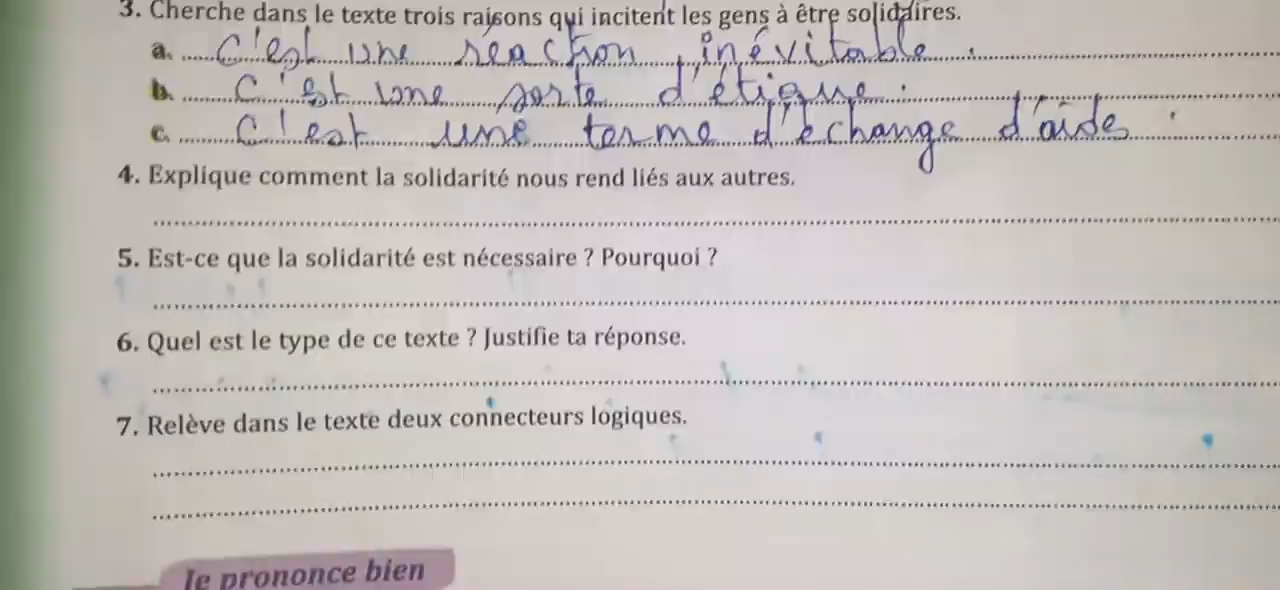 3. Cherche dans le texte trois raisons qui incitent les gens à être solidaires.
a. C'est une reaction inévitable.
b. C'est une sorte d'étique.
c. C'est une terme d'échange d'aide.
4. Explique comment la solidarité nous rend liés aux autres.
5. Est-ce que la solidarité est nécessaire ? Pourquoi ?
6. Quel est le type de ce texte ? Justifie ta réponse.
7. Relève dans le texte deux connecteurs logiques.
Je prononce bien